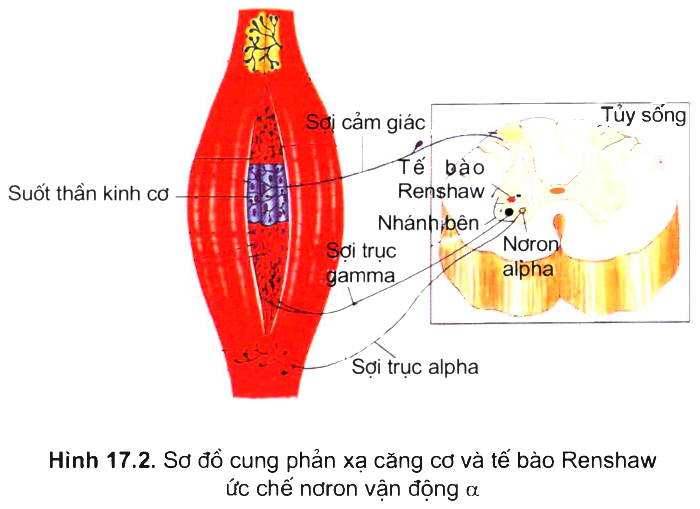 Tủy sống
Sợi cảm giác
Tế bào
Renshaw
Suốt thần kinh cơ
Nhánh bên
Nơron
alpha
Sợi trục
gamma
Sợi trục alpha
Hình 17.2. Sơ đồ cung phản xạ căng cơ và tế bào Renshaw
ức chế nơron vận động α